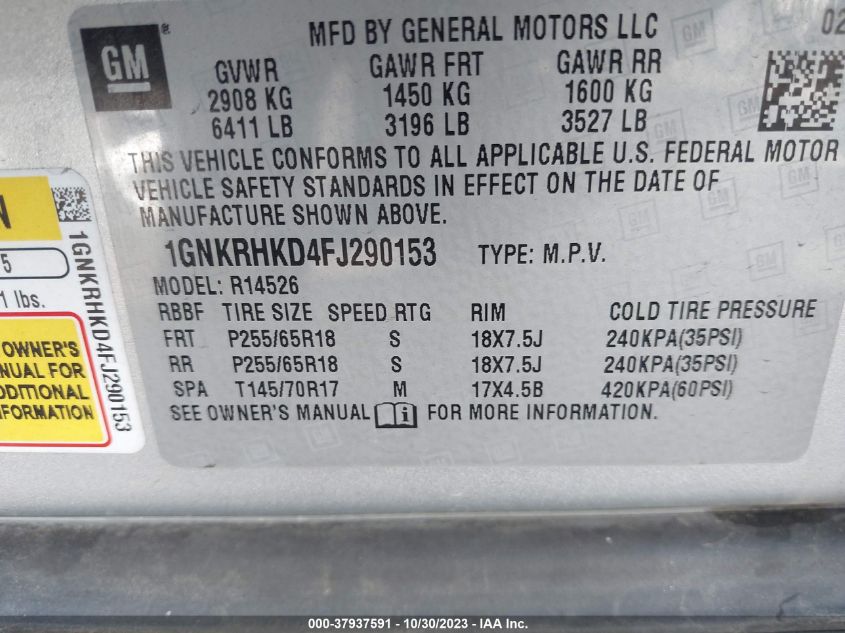 GM
®
MFD BY GENERAL MOTORS LLC
02
GVWR GAWR FRT GAWR RR
2908 KG 1450 KG 1600 KG
6411 LB 3196 LB 3527 LB
THIS VEHICLE CONFORMS TO ALL APPLICABLE U.S. FEDERAL MOTOR
VEHICLE SAFETY STANDARDS IN EFFECT ON THE DATE OF
MANUFACTURE SHOWN ABOVE.
1GNKRHKD4FJ290153 TYPE: M.P.V.
MODEL: R14526
RBBF TIRE SIZE SPEED RTG RIM COLD TIRE PRESSURE
FRT P255/65R18 S 18X7.5J 240KPA(35PSI)
RR P255/65R18 S 18X7.5J 240KPA(35PSI)
SPA T145/70R17 M 17X4.5B 420KPA(60PSI)
SEE OWNER'S MANUAL i FOR MORE INFORMATION.
N
5
1 lbs.
OWNER'S
NUAL FOR
DDITIONAL
NFORMATION
1GNKRHKD4FJ290153
000-37937591 - 10/30/2023 - IAA Inc.